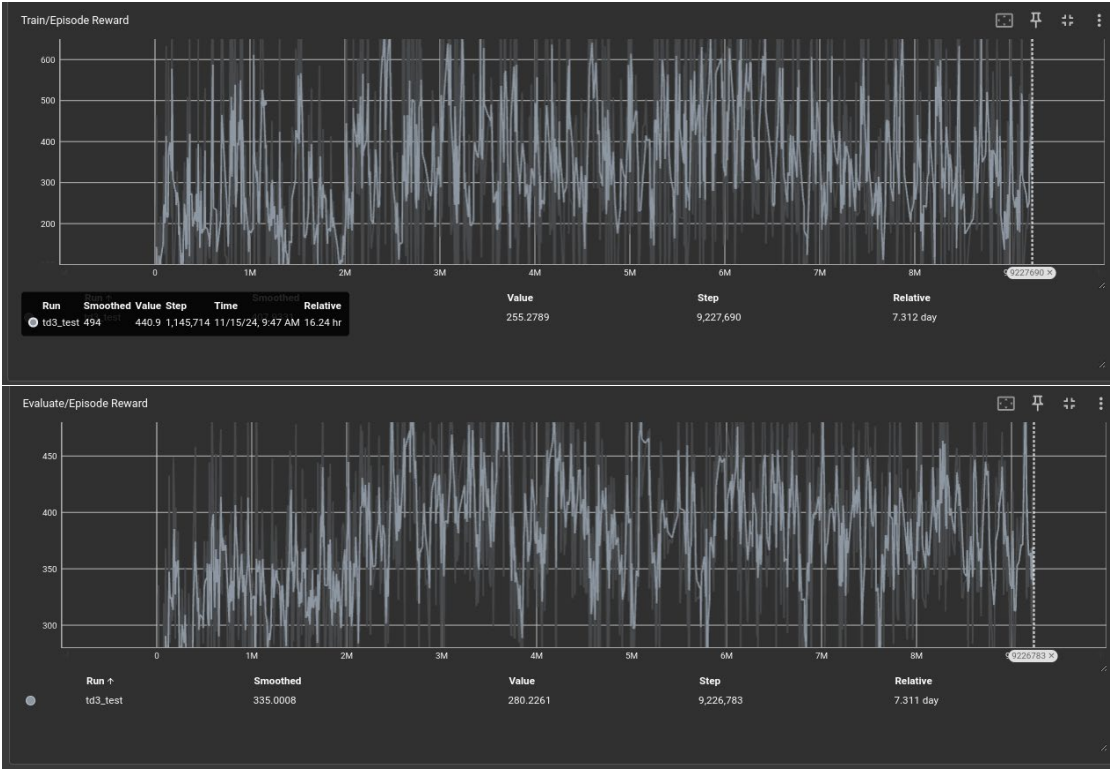 Train/Episode Reward
600
500
400
300
200
0 1M 2M 3M 4M 5M 6M 7M 8M 9227690 ×
Run ↑ Smoothed Value Step Relative
255.2789 9,227,690 7.312 day
Run Smoothed Value Step Time Relative
td3_test 494 440.9 1,145,714 11/15/24, 9:47 AM 16.24 hr
Evaluate/Episode Reward
450
400
350
300
0 1M 2M 3M 4M 5M 6M 7M 8M 9226783 ×
Run ↑ Smoothed Value Step Relative
td3_test 335.0008 280.2261 9,226,783 7.311 day